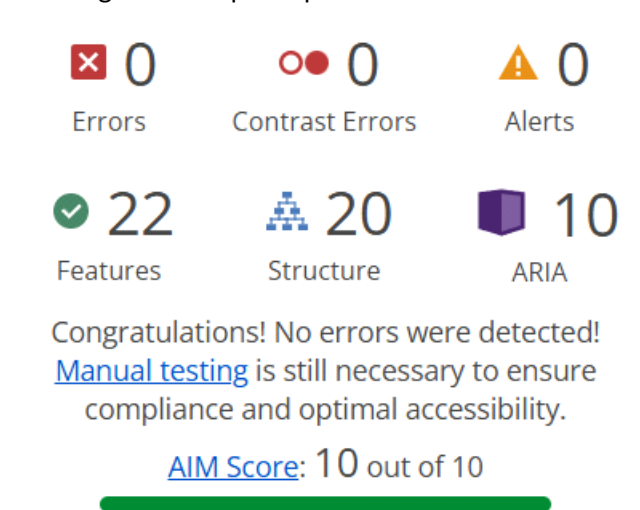 0 0 0
Errors Contrast Errors Alerts
22 20 10
Features Structure ARIA
Congratulations! No errors were detected!
Manual testing is still necessary to ensure
compliance and optimal accessibility.
AIM Score: 10 out of 10